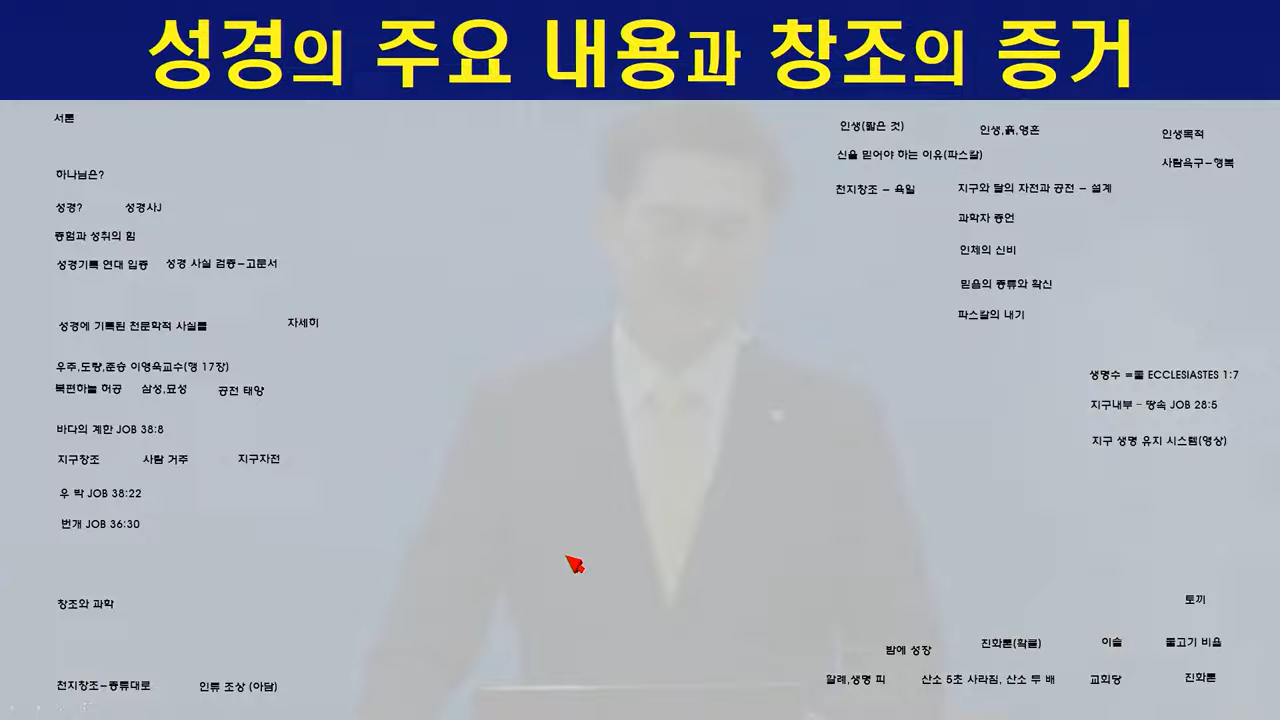 성경의 주요 내용과 창조의 증거
서론
하나님은?
성경? 성경사J
증험과 성취의 힘
성경기록 연대 입증 성경 사실 검증-고문서
성경에 기록된 천문학적 사실들 자세히
우주,도량,준승 이영욱교수(행 17장)
북편하늘 허공 삼성,묘성 공전 태양
바다의 계한 JOB 38:8
지구창조 사람 거주 지구자전
우 박 JOB 38:22
번개 JOB 36:30
창조와 과학
천지창조-종류대로 인류 조상 (아담)
인생(짧은 것) 인생,흙,영혼 인생목적
신을 믿어야 하는 이유(파스칼) 사람욕구-행복
천지창조 - 욕일 지구와 달의 자전과 공전 - 설계
과학자 증언
인체의 신비
믿음의 종류와 확신
파스칼의 내기
생명수 =물 ECCLESIASTES 1:7
지구내부 - 땅속 JOB 28:5
지구 생명 유지 시스템(영상)
토끼
밤에 성장 진화론(확률) 이슬 물고기 비율
할례,생명 피 산소 5초 사라짐, 산소 두 배 교회당 진화론